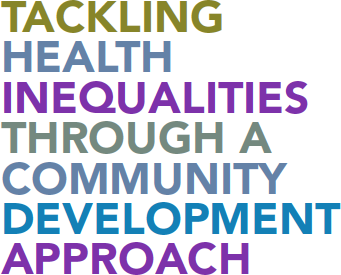 TACKLING
HEALTH
INEQUALITIES
THROUGH A
COMMUNITY
DEVELOPMENT
APPROACH